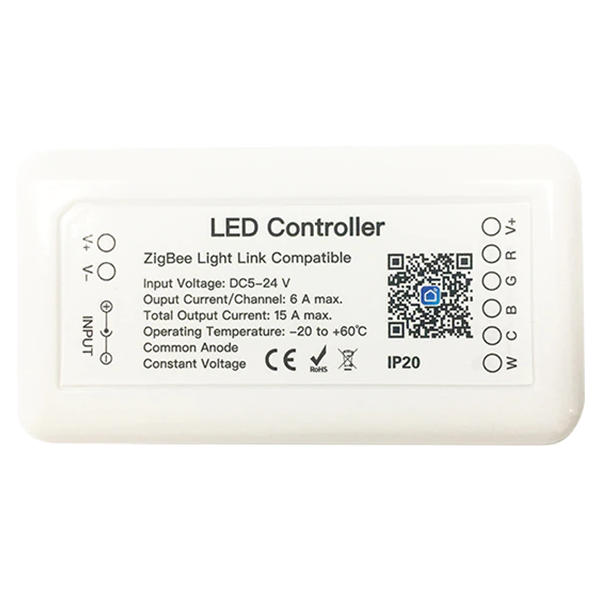 LED Controller
ZigBee Light Link Compatible
Input Voltage: DC5-24 V
Ouput Current/Channel: 6 A max.
Total Output Current: 15 A max.
Operating Temperature: -20 to +60℃
Common Anode
Constant Voltage
CE
RoHS
IP20
V+
V-
INPUT
V+
R
G
B
C
W